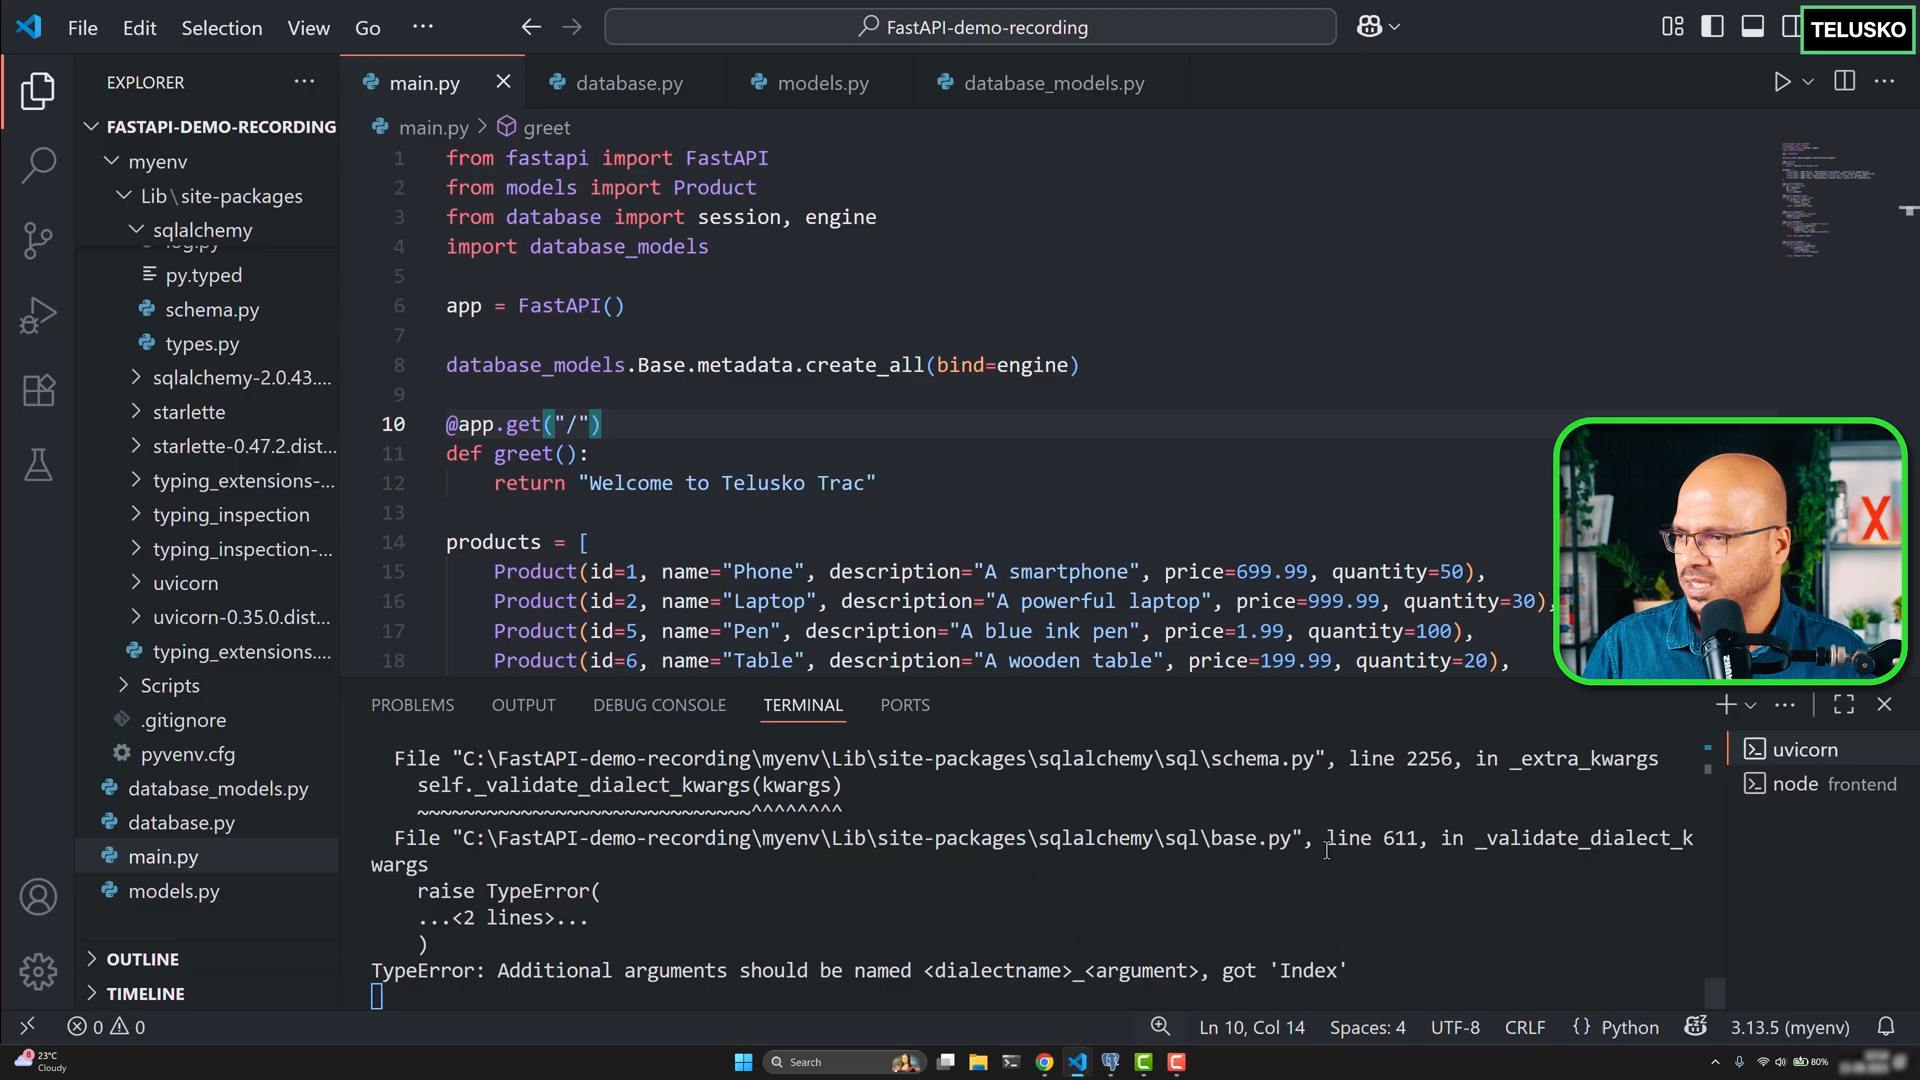 File Edit Selection View Go ...
FastAPI-demo-recording
TELUSKO
EXPLORER ...
FASTAPI-DEMO-RECORDING
myenv
Lib\site-packages
sqlalchemy
log.py
py.typed
schema.py
types.py
sqlalchemy-2.0.43....
starlette
starlette-0.47.2.dist...
typing_extensions-...
typing_inspection
typing_inspection-...
uvicorn
uvicorn-0.35.0.dist...
typing_extensions....
Scripts
.gitignore
pyvenv.cfg
database_models.py
database.py
main.py
models.py
OUTLINE
TIMELINE
main.py database.py models.py database_models.py
main.py > greet
1 from fastapi import FastAPI
2 from models import Product
3 from database import session, engine
4 import database_models
5
6 app = FastAPI()
7
8 database_models.Base.metadata.create_all(bind=engine)
9
10 @app.get("/")
11 def greet():
12 return "Welcome to Telusko Trac"
13
14 products = [
15 Product(id=1, name="Phone", description="A smartphone", price=699.99, quantity=50),
16 Product(id=2, name="Laptop", description="A powerful laptop", price=999.99, quantity=30),
17 Product(id=5, name="Pen", description="A blue ink pen", price=1.99, quantity=100),
18 Product(id=6, name="Table", description="A wooden table", price=199.99, quantity=20),
X
PROBLEMS OUTPUT DEBUG CONSOLE TERMINAL PORTS
File "C:\FastAPI-demo-recording\myenv\Lib\site-packages\sqlalchemy\sql\schema.py", line 2256, in _extra_kwargs
self._validate_dialect_kwargs(kwargs)
~~~~~~~~~~~~~~~~~~~~~~~~~~~~~^^^^^^^^
File "C:\FastAPI-demo-recording\myenv\Lib\site-packages\sqlalchemy\sql\base.py", line 611, in _validate_dialect_k
wargs
raise TypeError(
...<2 lines>...
)
TypeError: Additional arguments should be named <dialectname>_<argument>, got 'Index'
uvicorn
node frontend
0 0
Ln 10, Col 14 Spaces: 4 UTF-8 CRLF {} Python 3.13.5 (myenv)
8 23°C
Cloudy
Search
80%